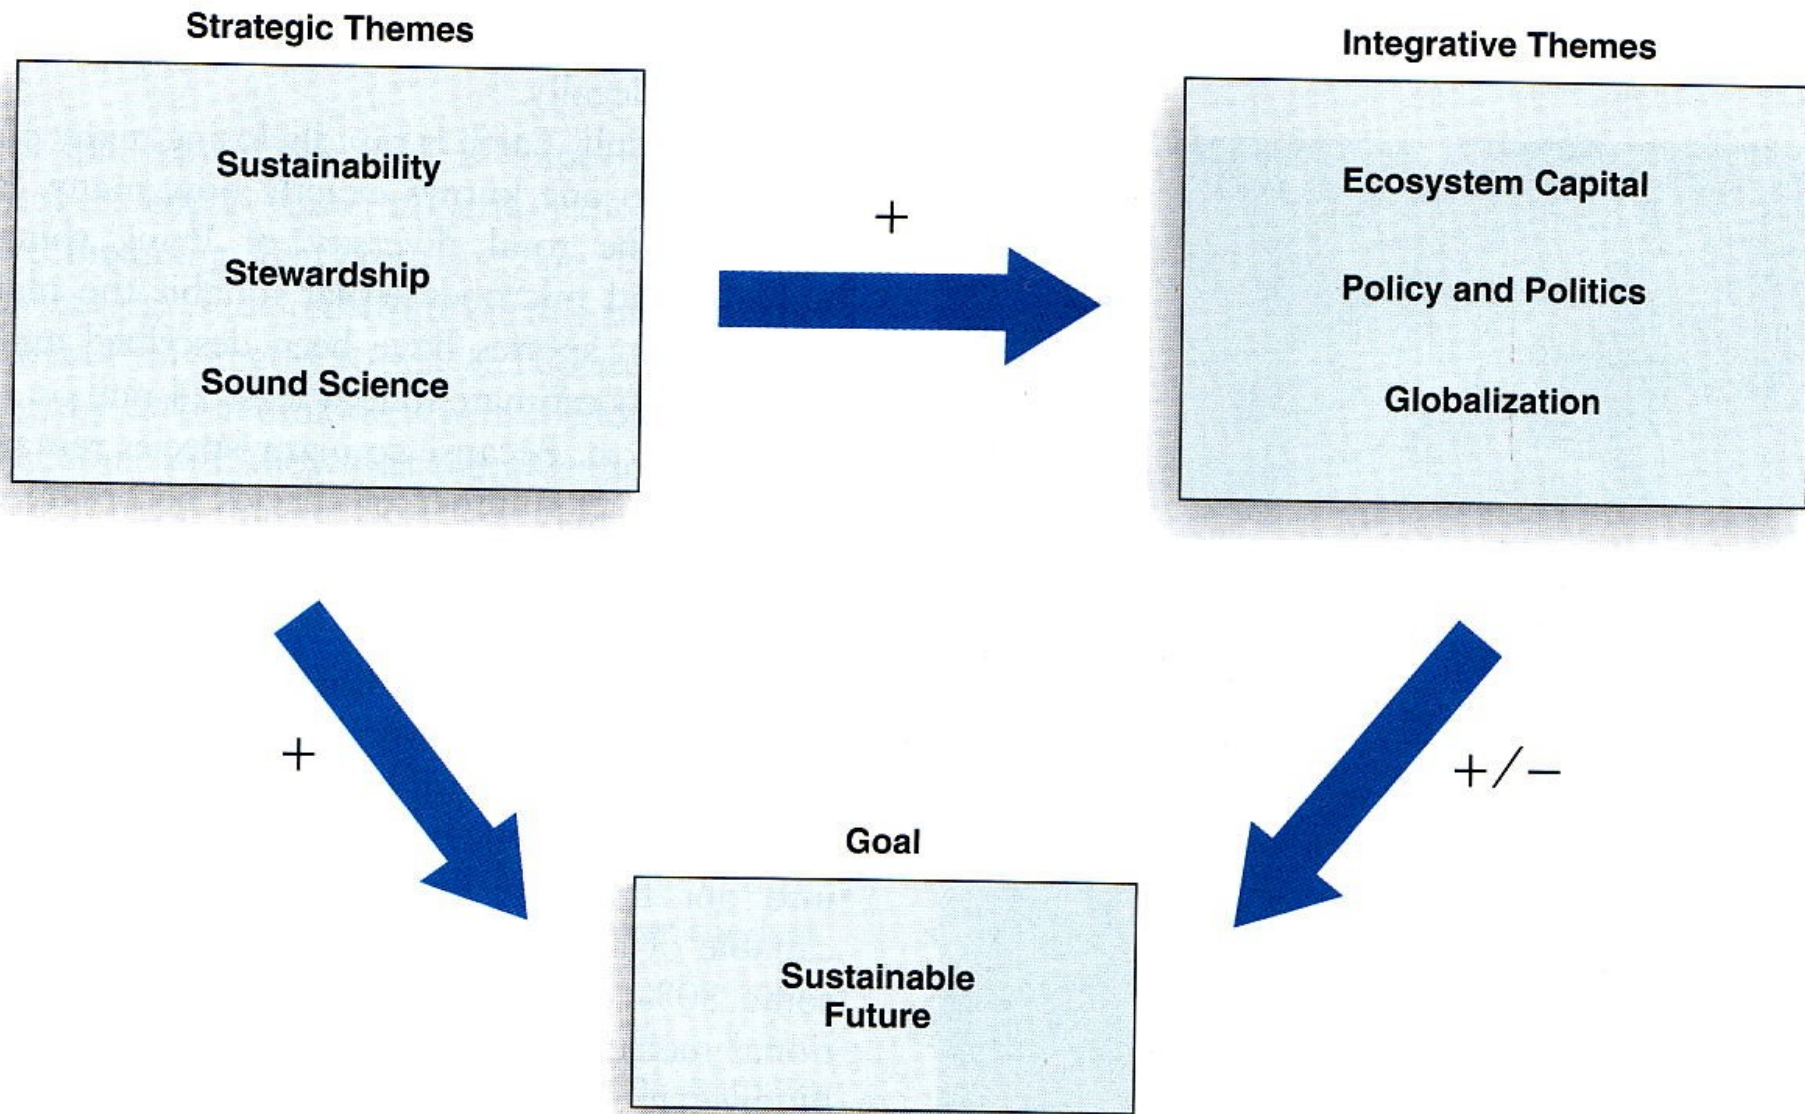 Strategic Themes
Sustainability
Stewardship
Sound Science
+
Integrative Themes
Ecosystem Capital
Policy and Politics
Globalization
+
+/−
Goal
Sustainable
Future